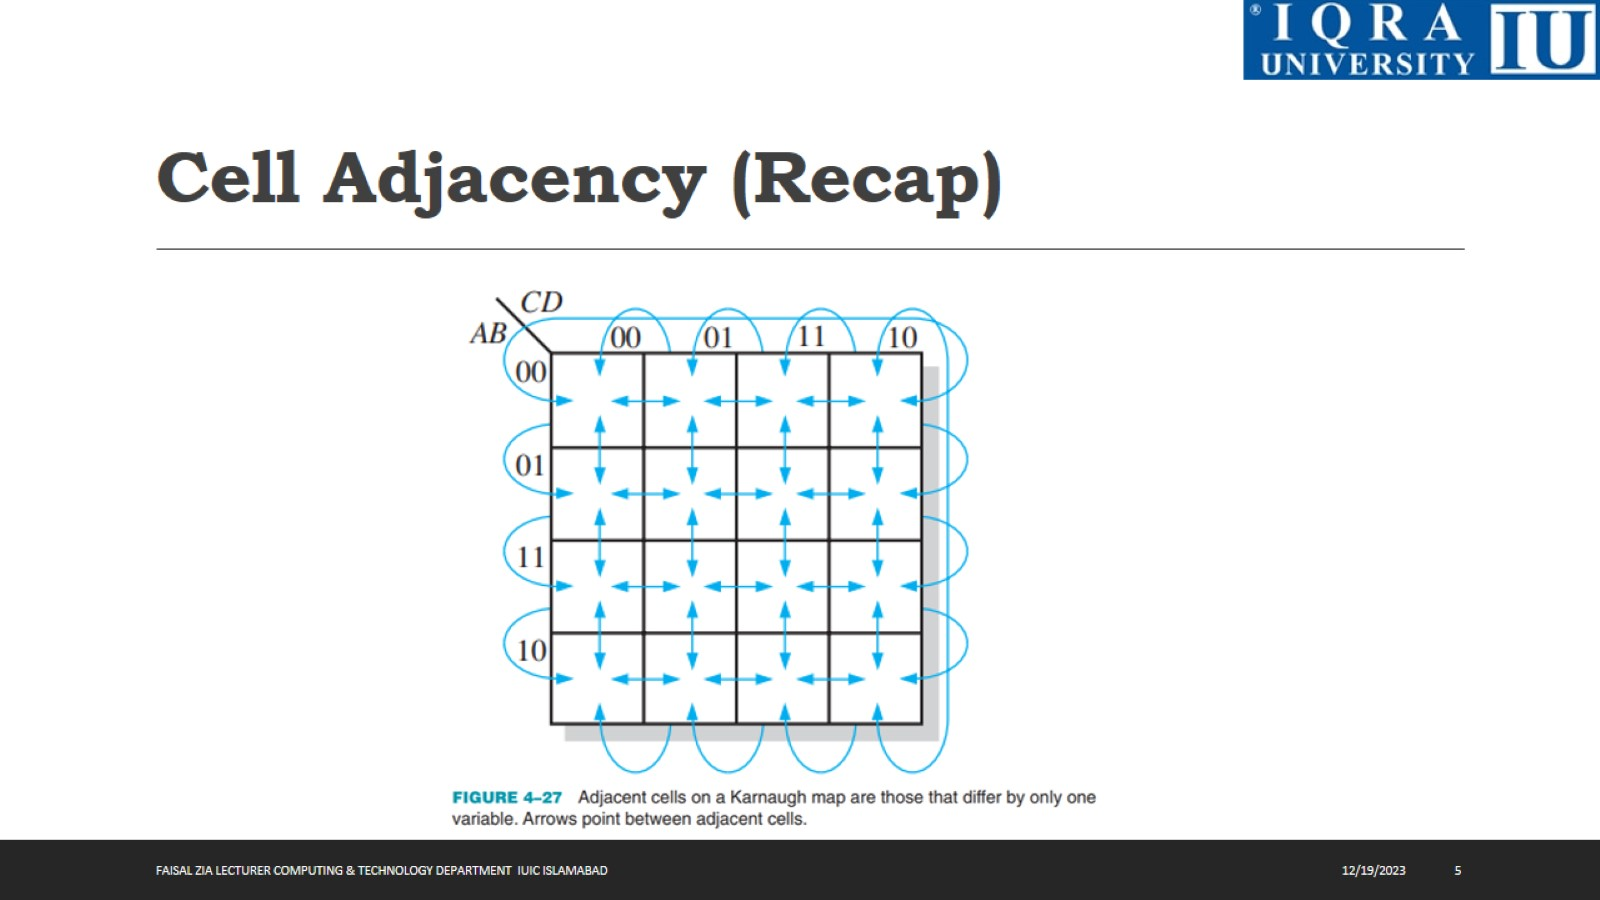 ® IQRA
UNIVERSITY IU
Cell Adjacency (Recap)
CD
AB
00 01 11 10
00
01
11
10
FIGURE 4–27 Adjacent cells on a Karnaugh map are those that differ by only one
variable. Arrows point between adjacent cells.
FAISAL ZIA LECTURER COMPUTING & TECHNOLOGY DEPARTMENT IUIC ISLAMABAD 12/19/2023 5